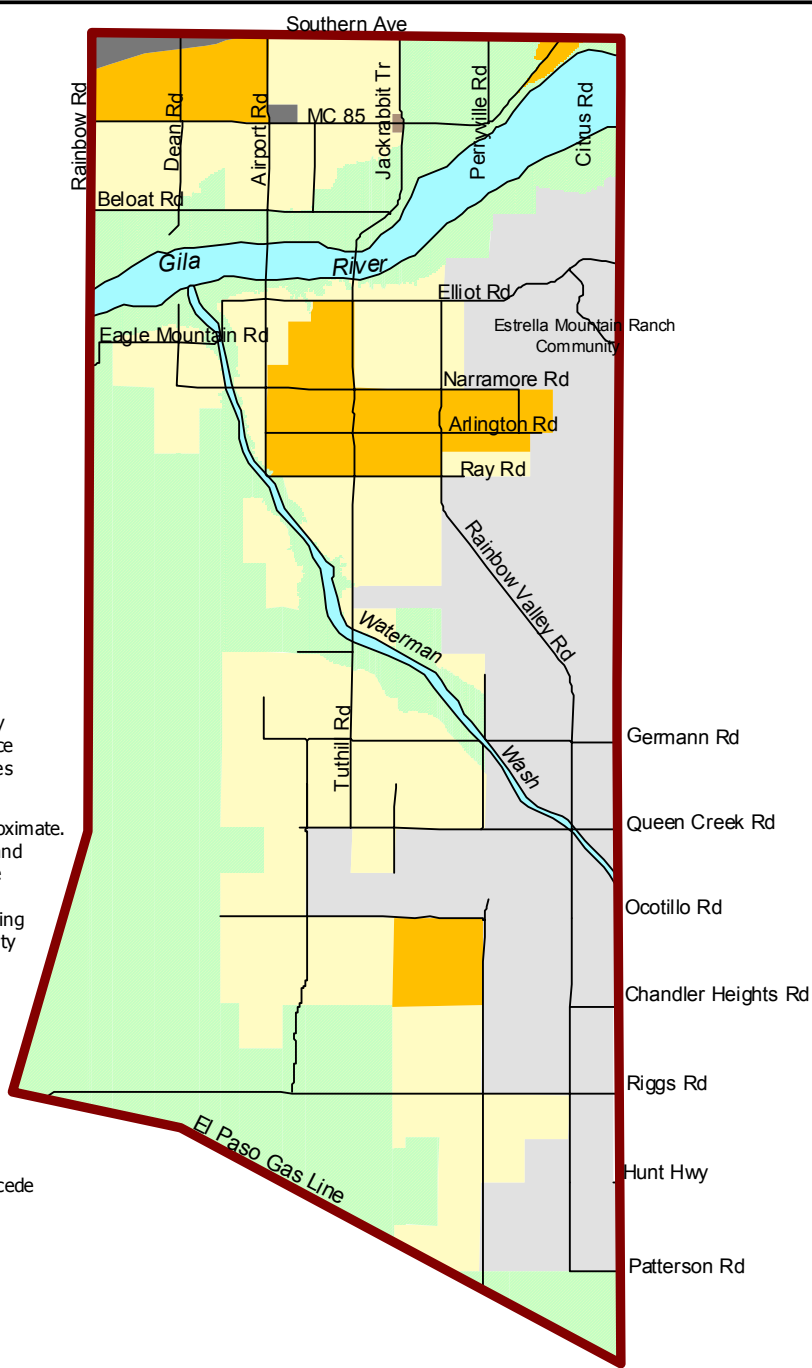 Southern Ave
Rainbow Rd
Dean Rd
Airport Rd
MC 85
Jackrabbit Tr
Perryville Rd
Citrus Rd
Beloat Rd
Gila
River
Elliot Rd
Eagle Mountain Rd
Estrella Mountain Ranch
Community
Narramore Rd
Arlington Rd
Ray Rd
Rainbow Valley Rd
Waterman
Wash
Tuthill Rd
Germann Rd
Queen Creek Rd
and
Ocotillo Rd
Chandler Heights Rd
Riggs Rd
El Paso Gas Line
Hunt Hwy
Patterson Rd